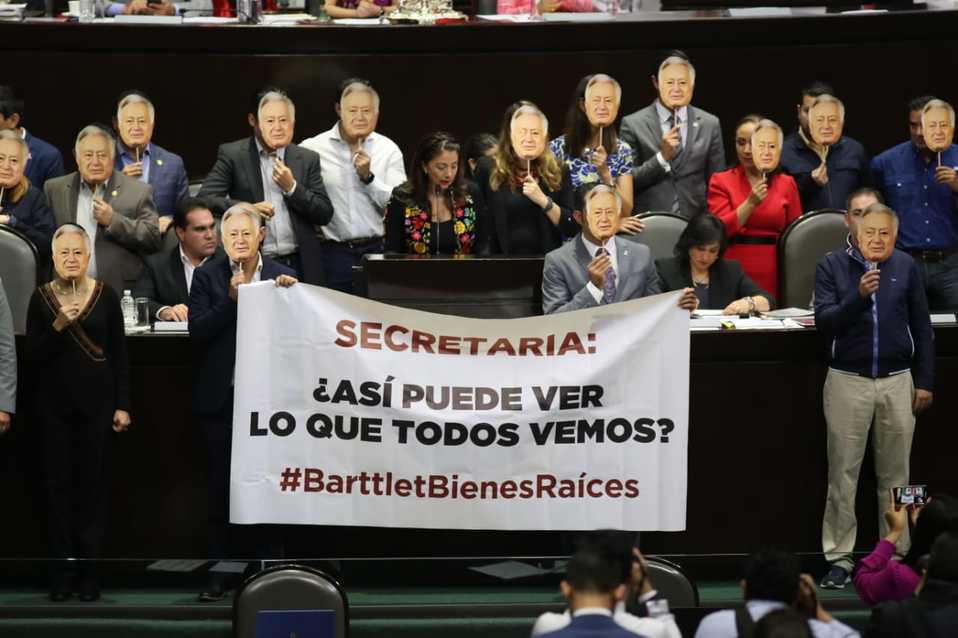 SECRETARIA:
¿ASÍ PUEDE VER
LO QUE TODOS VEMOS?
#BarttletBienesRaíces